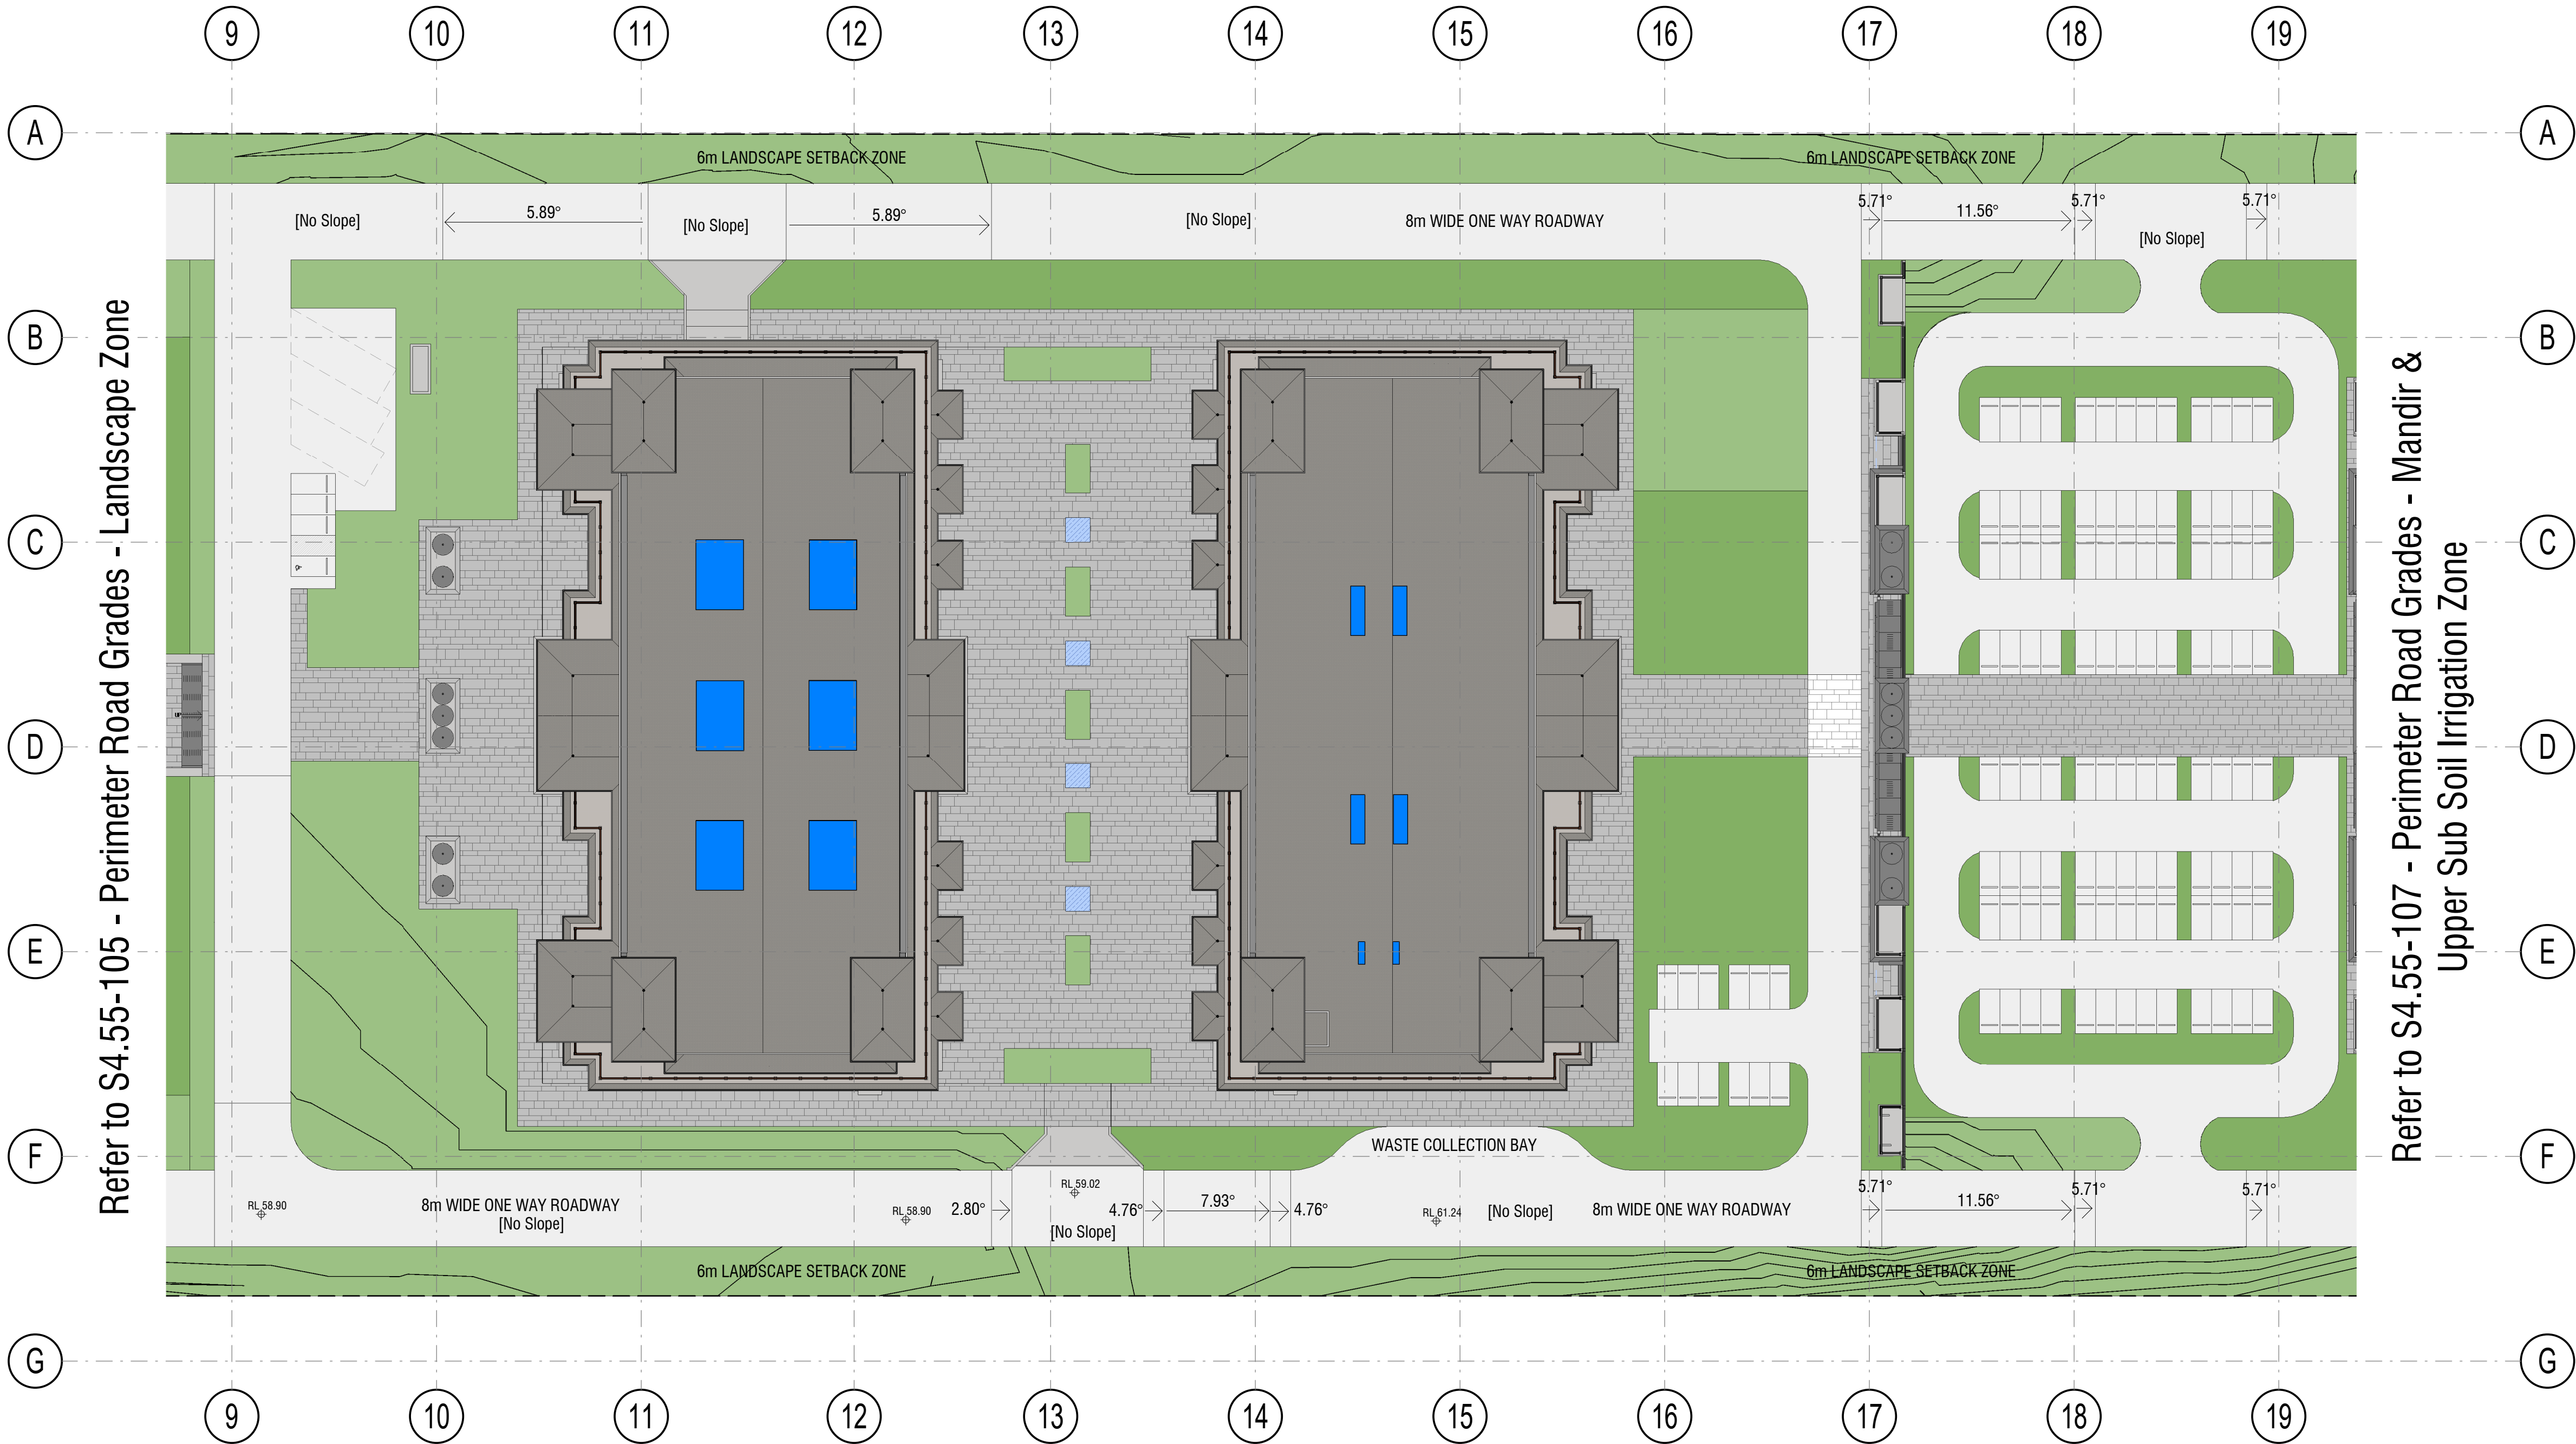 9 10 11 12 13 14 15 16 17 18 19
A A
6m LANDSCAPE SETBACK ZONE 6m LANDSCAPE SETBACK ZONE
5.71° 5.71° 5.71°
[No Slope] 5.89° [No Slope] 5.89° [No Slope] 8m WIDE ONE WAY ROADWAY 11.56°
[No Slope]
B B
C C
D D
E E
F F
Refer to S4.55-105 - Perimeter Road Grades - Landscape Zone
Refer to S4.55-107 - Perimeter Road Grades - Mandir &
Upper Sub Soil Irrigation Zone
WASTE COLLECTION BAY
RL 58.90 8m WIDE ONE WAY ROADWAY
[No Slope]
RL 58.90 2.80° RL 59.02
[No Slope]
4.76° 7.93° 4.76° RL 61.24 [No Slope] 8m WIDE ONE WAY ROADWAY
5.71° 11.56° 5.71° 5.71°
6m LANDSCAPE SETBACK ZONE 6m LANDSCAPE SETBACK ZONE
G G
9 10 11 12 13 14 15 16 17 18 19